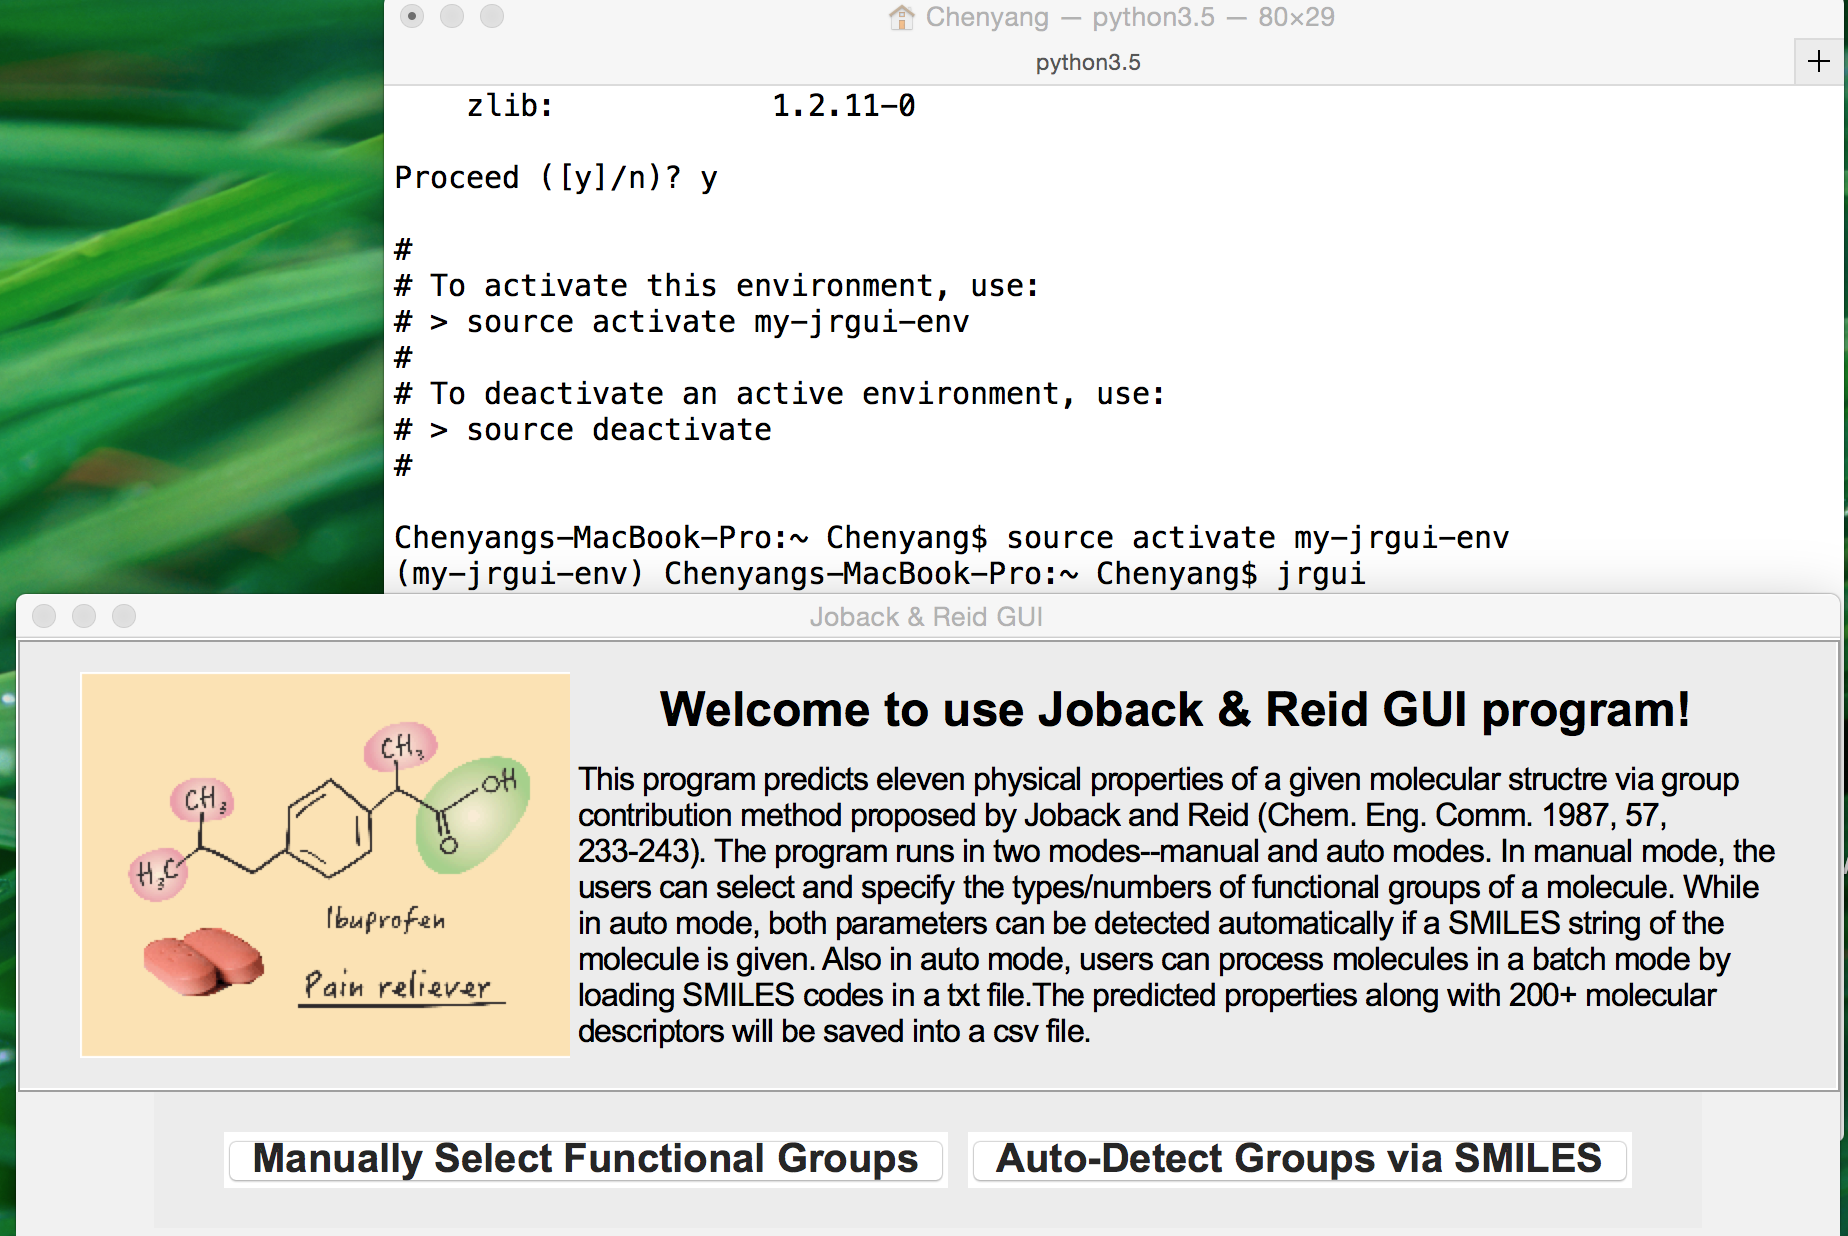 Chenyang — python3.5 — 80×29
python3.5
+
zlib: 1.2.11-0
Proceed ([y]/n)? y
#
# To activate this environment, use:
# > source activate my-jrgui-env
#
# To deactivate an active environment, use:
# > source deactivate
#
Chenyangs-MacBook-Pro:~ Chenyang$ source activate my-jrgui-env
(my-jrgui-env) Chenyangs-MacBook-Pro:~ Chenyang$ jrgui
Joback & Reid GUI
CH3
CH3
OH
O
H3C
Ibuprofen
Pain reliever
Welcome to use Joback & Reid GUI program!
This program predicts eleven physical properties of a given molecular structre via group
contribution method proposed by Joback and Reid (Chem. Eng. Comm. 1987, 57,
233-243). The program runs in two modes--manual and auto modes. In manual mode, the
users can select and specify the types/numbers of functional groups of a molecule. While
in auto mode, both parameters can be detected automatically if a SMILES string of the
molecule is given. Also in auto mode, users can process molecules in a batch mode by
loading SMILES codes in a txt file.The predicted properties along with 200+ molecular
descriptors will be saved into a csv file.
Manually Select Functional Groups
Auto-Detect Groups via SMILES